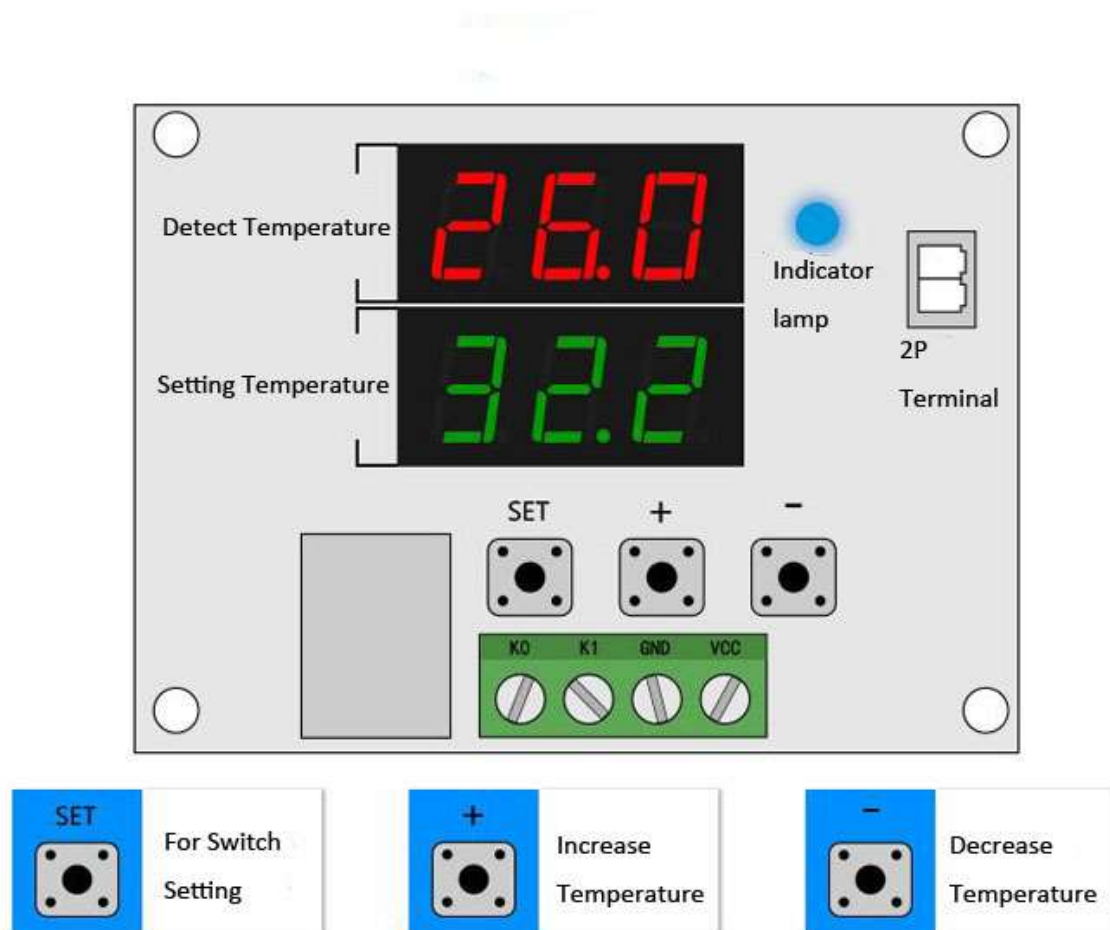 26.0
Detect Temperature
Indicator
lamp
32.2
Setting Temperature
2P
Terminal
SET
+
-
K0 K1 GND VCC
SET
For Switch
Setting
+
Increase
Temperature
-
Decrease
Temperature